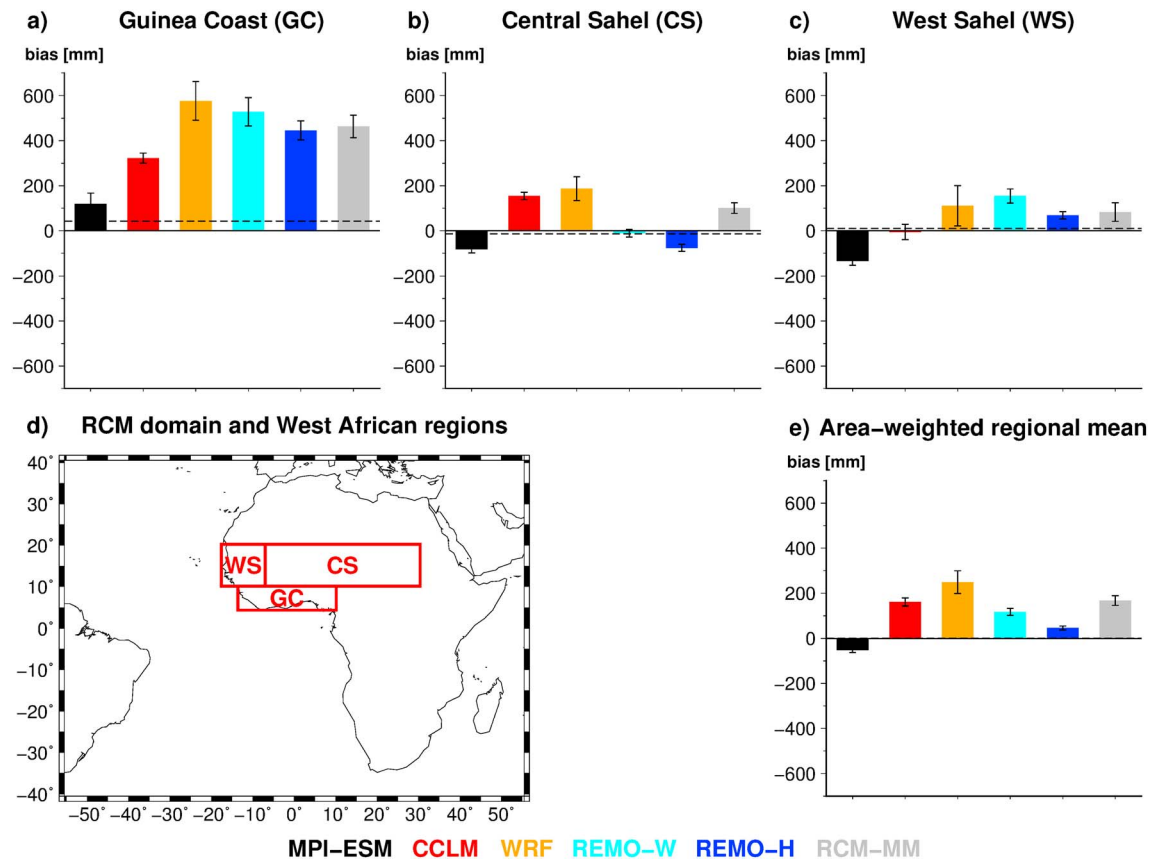 a) Guinea Coast (GC)
bias [mm]
600
400
200
0
−200
−400
−600
b) Central Sahel (CS)
bias [mm]
600
400
200
0
−200
−400
−600
c) West Sahel (WS)
bias [mm]
600
400
200
0
−200
−400
−600
d) RCM domain and West African regions
40˚
30˚
20˚
10˚
0˚
−10˚
−20˚
−30˚
−40˚
WS CS
GC
−50˚ −40˚ −30˚ −20˚ −10˚ 0˚ 10˚ 20˚ 30˚ 40˚ 50˚
e) Area−weighted regional mean
bias [mm]
600
400
200
0
−200
−400
−600
MPI−ESM CCLM WRF REMO−W REMO−H RCM−MM